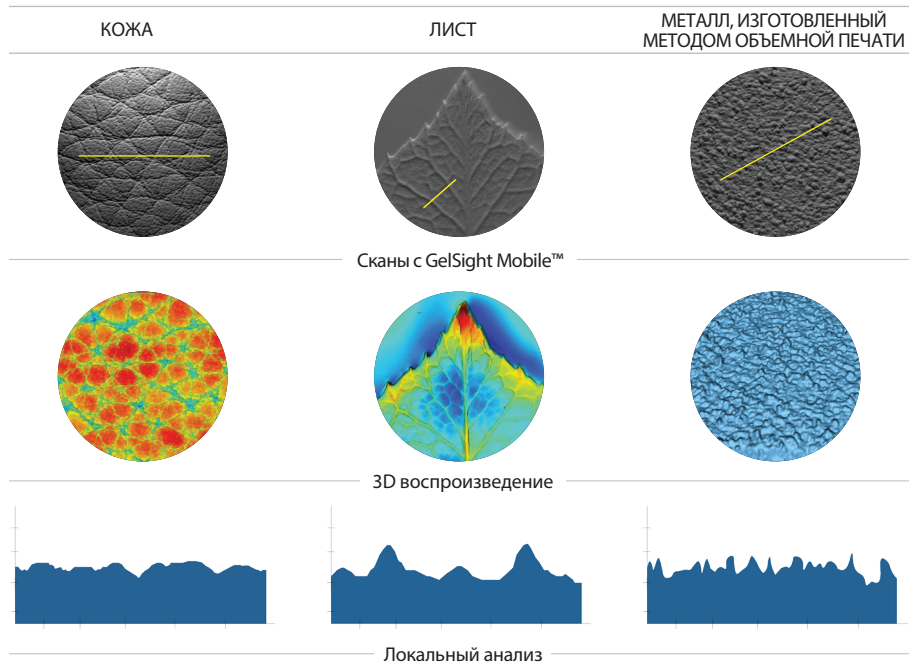 КОЖА
ЛИСТ
МЕТАЛЛ, ИЗГОТОВЛЕННЫЙ
МЕТОДОМ ОБЪЕМНОЙ ПЕЧАТИ
Сканы с GelSight Mobile™
3D воспроизведение
Локальный анализ